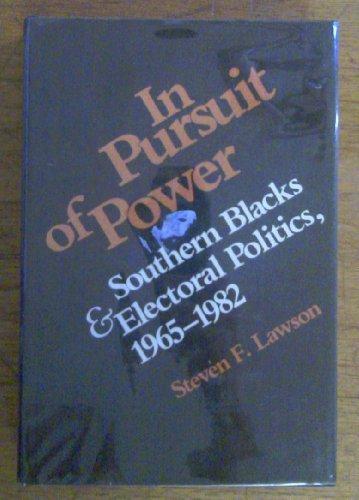 In
Pursuit
of Power
Southern Blacks
& Electoral Politics,
1965–1982
Steven F. Lawson